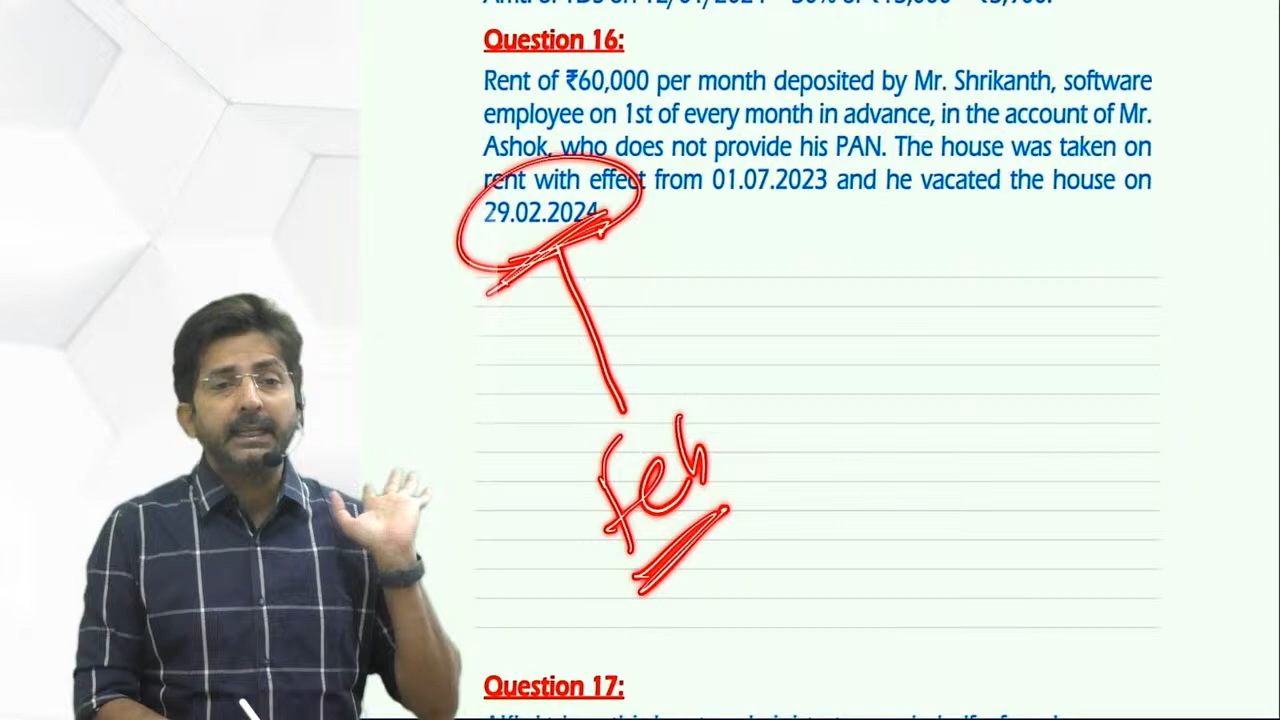 Question 16:
Rent of ₹60,000 per month deposited by Mr. Shrikanth, software
employee on 1st of every month in advance, in the account of Mr.
Ashok, who does not provide his PAN. The house was taken on
rent with effect from 01.07.2023 and he vacated the house on
29.02.2024
feb
Question 17: